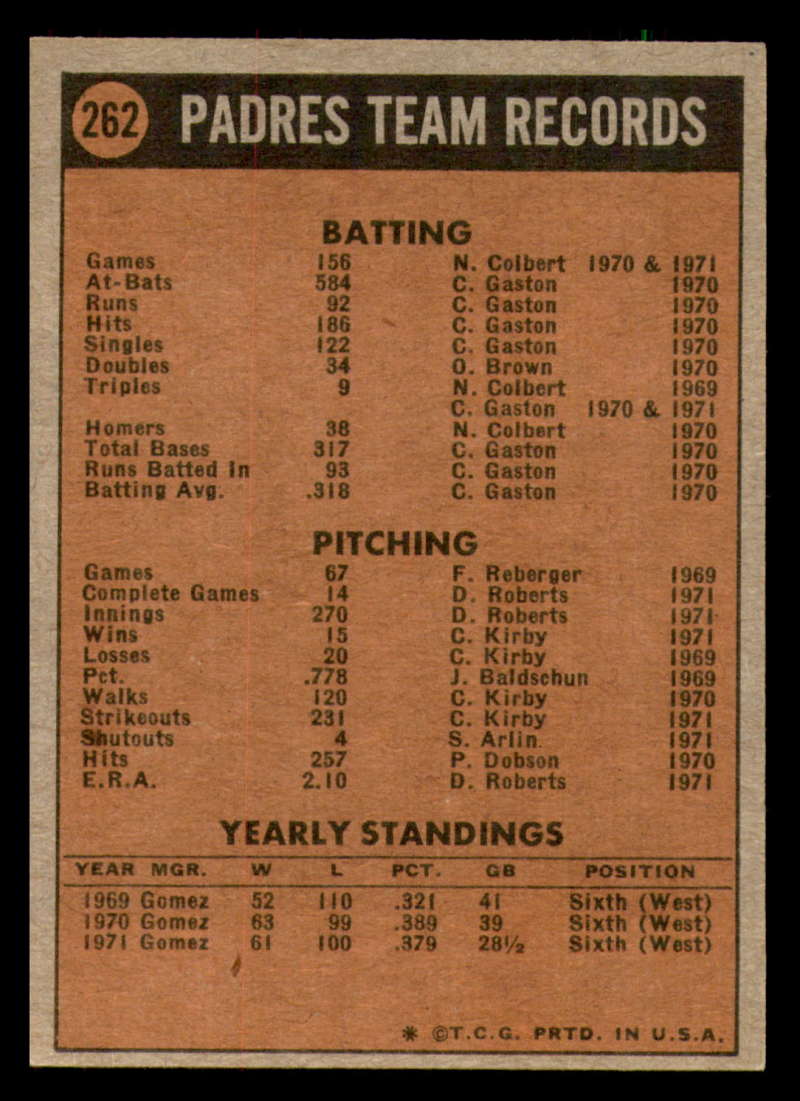 262 PADRES TEAM RECORDS
BATTING
Games 156 N. Colbert 1970 & 1971
At-Bats 584 C. Gaston 1970
Runs 92 C. Gaston 1970
Hits 186 C. Gaston 1970
Singles 122 C. Gaston 1970
Doubles 34 O. Brown 1970
Triples 9 N. Colbert 1969
C. Gaston 1970 & 1971
Homers 38 N. Colbert 1970
Total Bases 317 C. Gaston 1970
Runs Batted In 93 C. Gaston 1970
Batting Avg. .318 C. Gaston 1970
PITCHING
Games 67 F. Reberger 1969
Complete Games 14 D. Roberts 1971
Innings 270 D. Roberts 1971
Wins 15 C. Kirby 1971
Losses 20 C. Kirby 1969
Pct. .778 J. Baldschun 1969
Walks 120 C. Kirby 1970
Strikeouts 231 C. Kirby 1971
Shutouts 4 S. Arlin 1971
Hits 257 P. Dobson 1970
E.R.A. 2.10 D. Roberts 1971
YEARLY STANDINGS
YEAR MGR. W L PCT. GB POSITION
1969 Gomez 52 110 .321 41 Sixth (West)
1970 Gomez 63 99 .389 39 Sixth (West)
1971 Gomez 61 100 .379 28½ Sixth (West)
* ©T.C.G. PRTD. IN U.S.A.